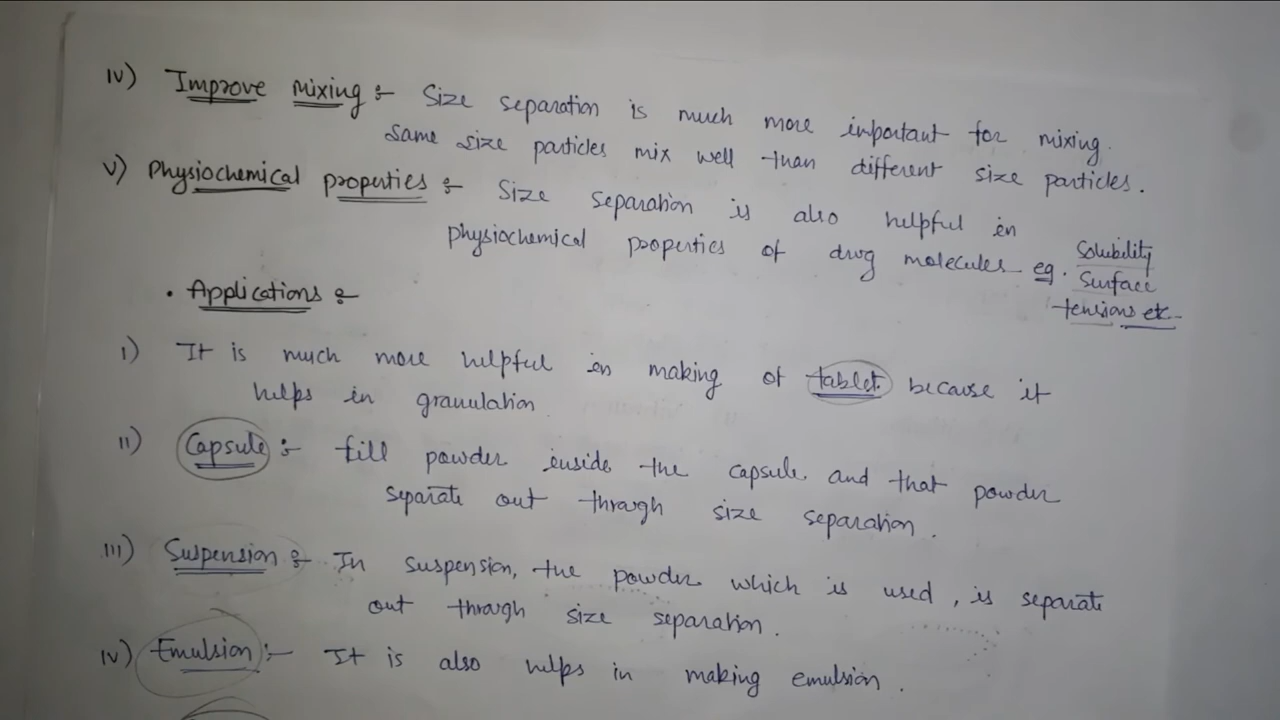 iv) Improve mixing :- Size separation is much more important for mixing.
same size particles mix well than different size particles.
v) Physiochemical properties :- Size separation is also helpful in
physiochemical properties of drug molecules eg. Solubility
Surface
tensions etc-
• Applications :-
i) It is much more helpful in making of tablet. because it
helps in granulation
ii) Capsule :- fill powder inside the capsule. and that powder
separate out through size separation.
iii) Suspension :- In suspension, the powder which is used, is separate
out through size separation.
iv) Emulsion :- It is also helps in making emulsion.